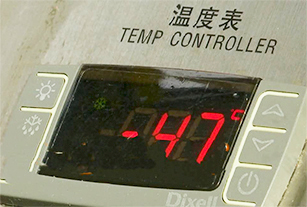 温度表
TEMP CONTROLLER
-47°
Dixell